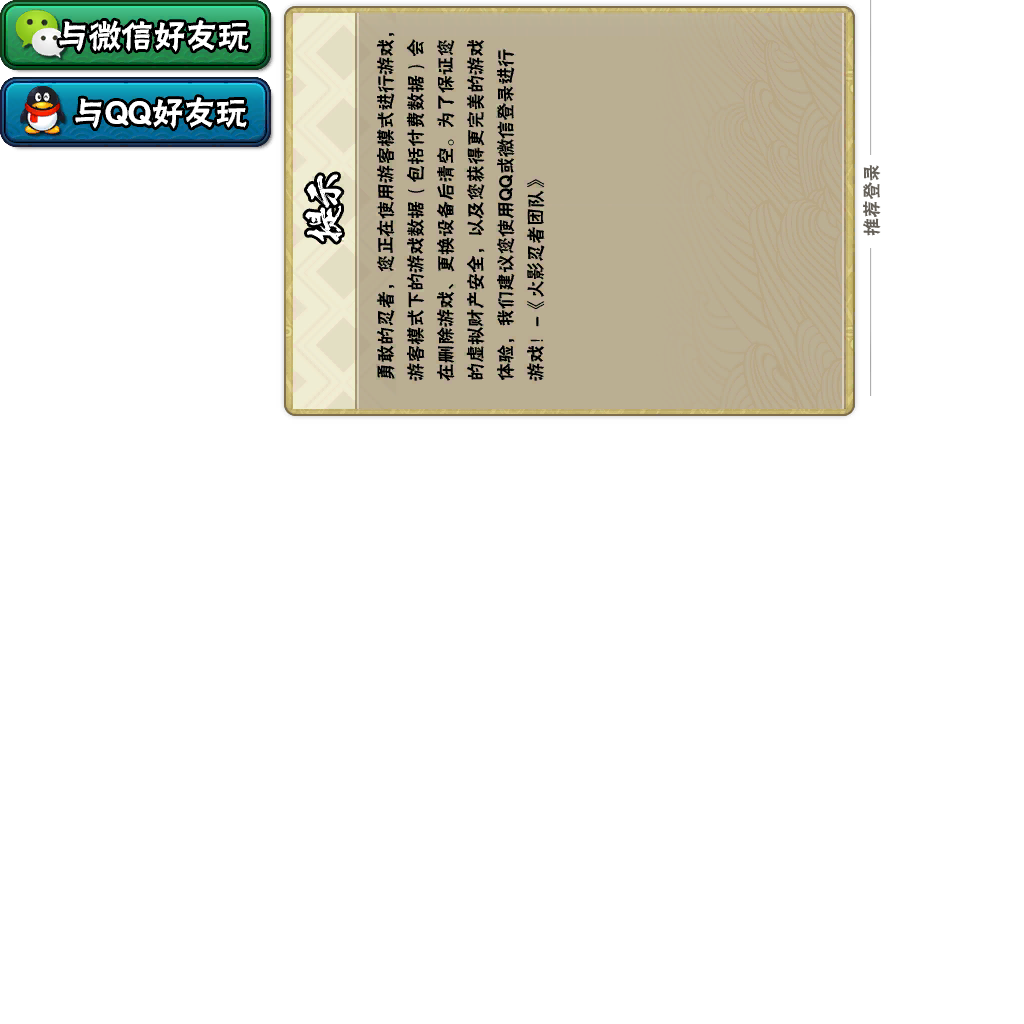 与微信好友玩
与QQ好友玩
提示
勇敢的忍者，您正在使用游客模式进行游戏，
游客模式下的游戏数据（包括付费数据）会
在删除游戏、更换设备后清空。为了保证您
的虚拟财产安全，以及您获得更完美的游戏
体验，我们建议您使用QQ或微信登录进行
游戏！-《火影忍者团队》
推荐登录